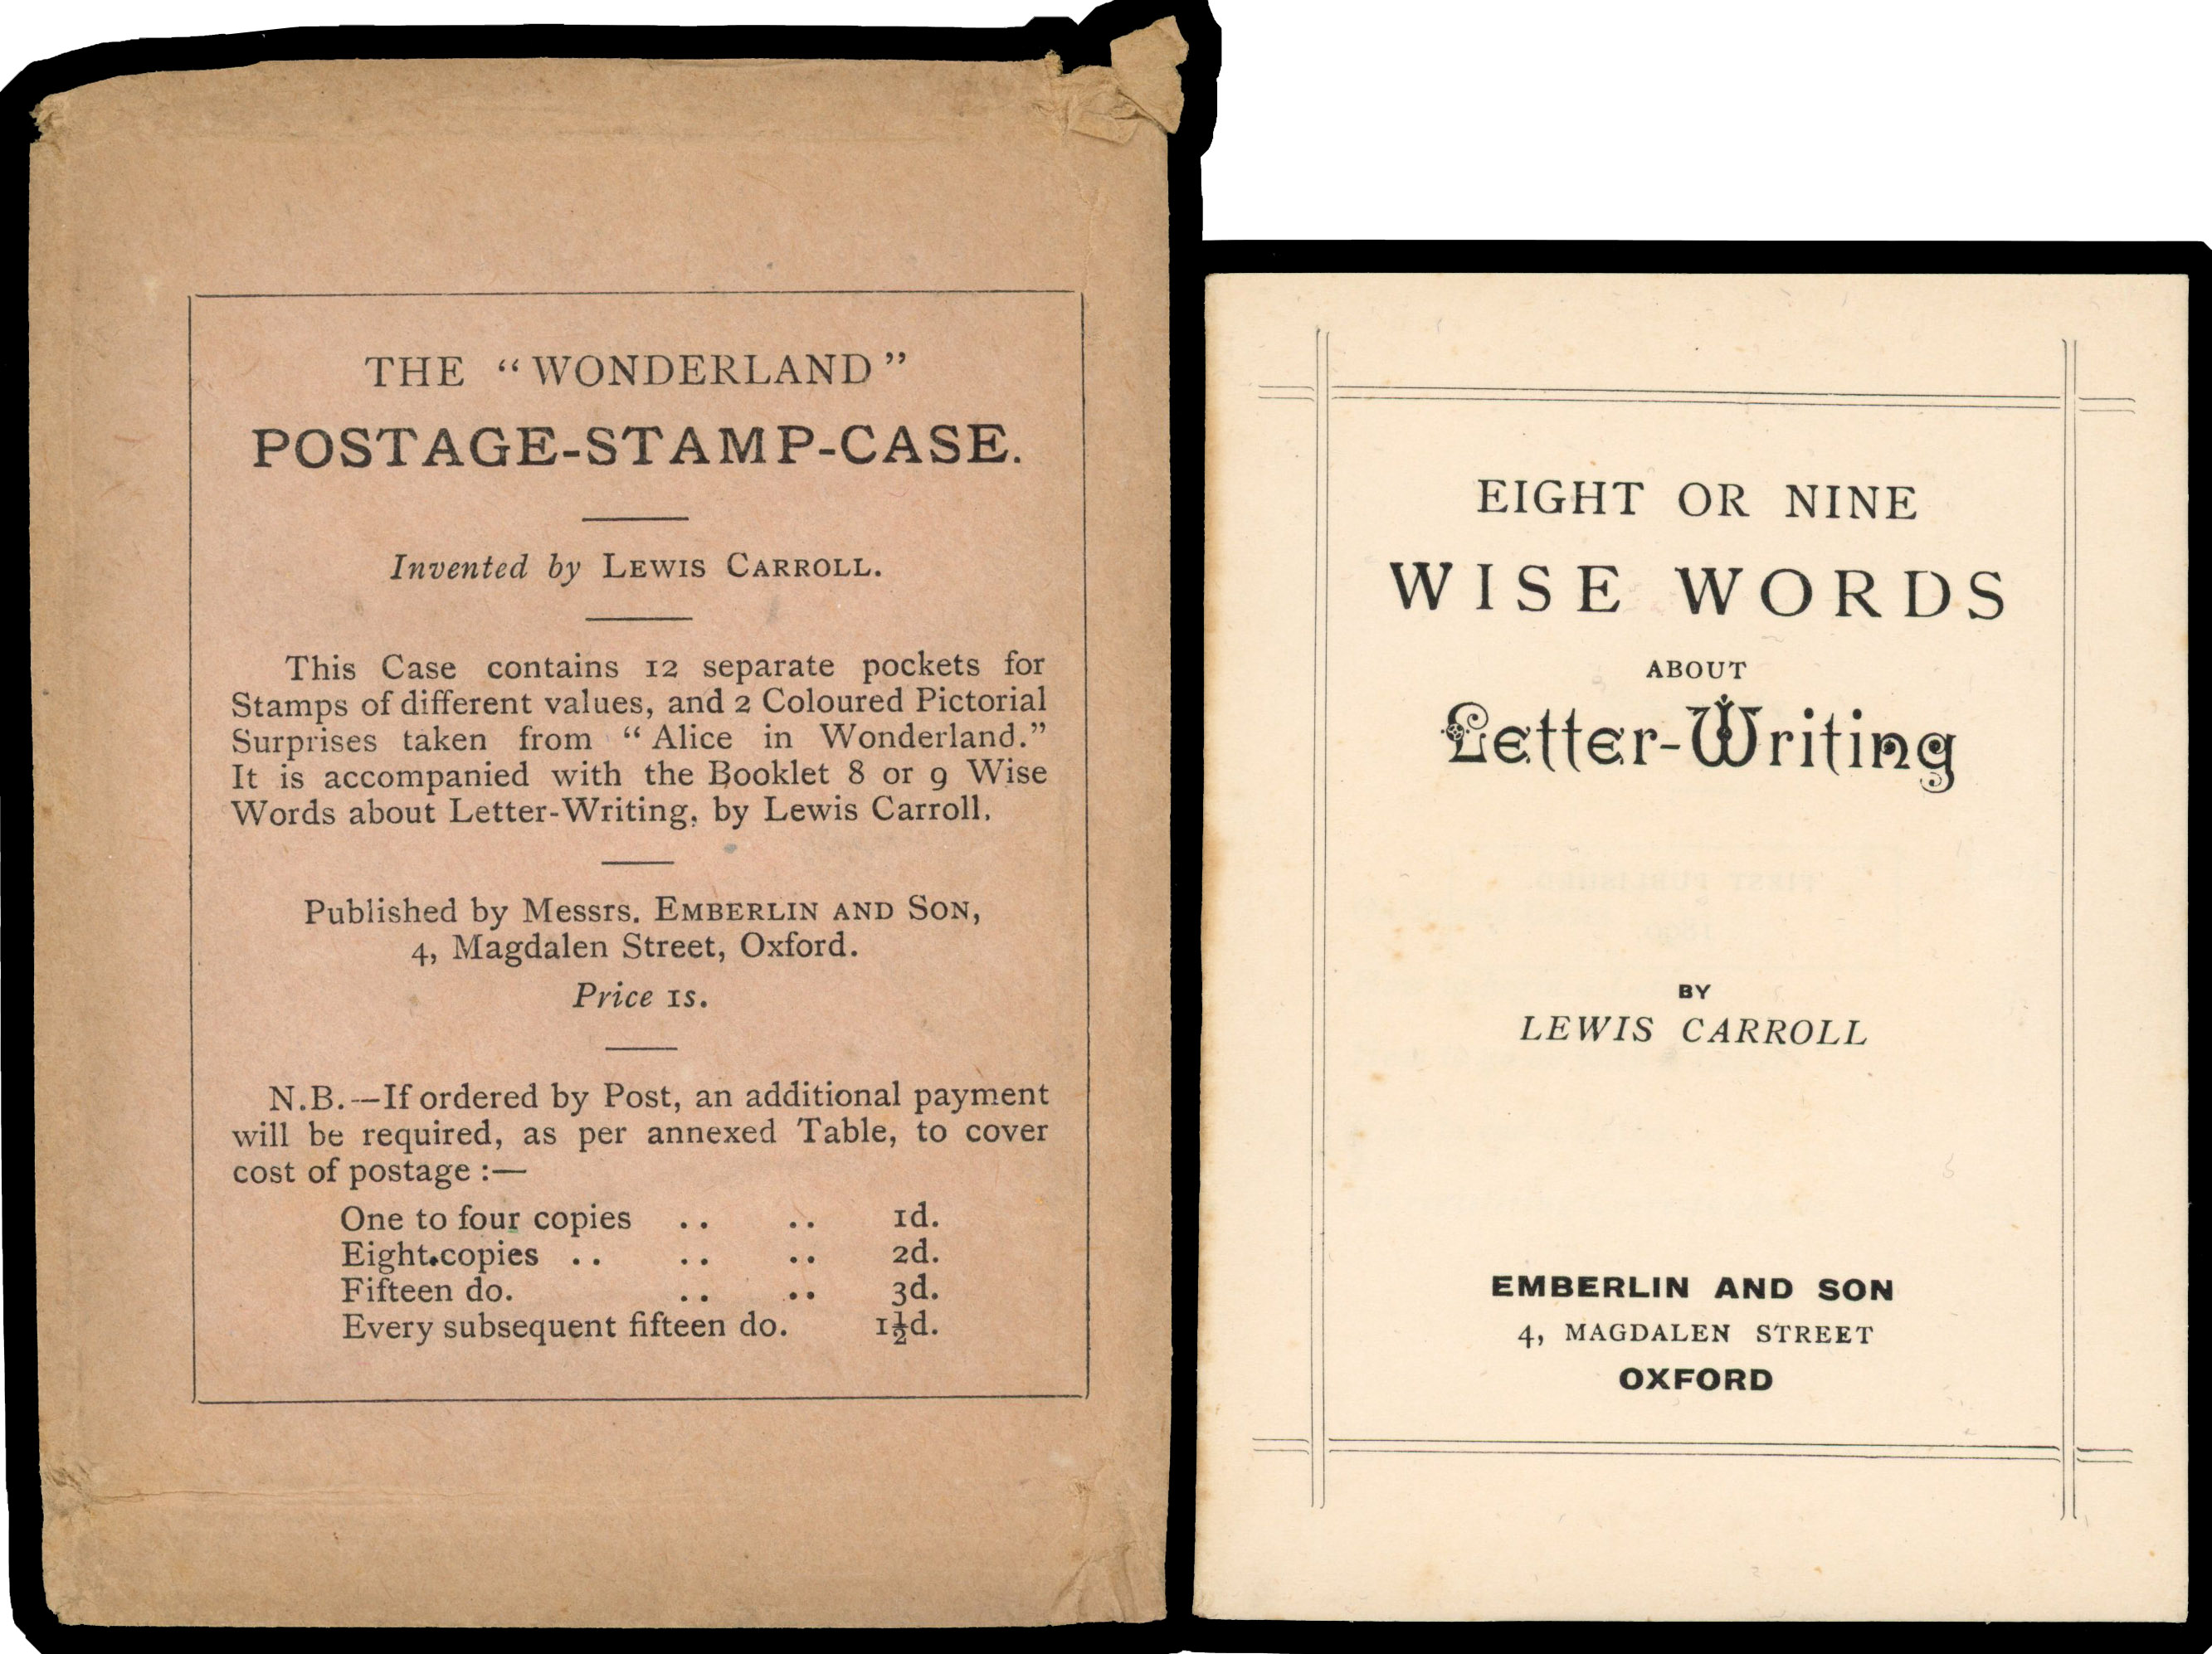 THE "WONDERLAND"
POSTAGE-STAMP-CASE.
Invented by LEWIS CARROLL.
This Case contains 12 separate pockets for
Stamps of different values, and 2 Coloured Pictorial
Surprises taken from "Alice in Wonderland."
It is accompanied with the Booklet 8 or 9 Wise
Words about Letter-Writing, by Lewis Carroll.
Published by Messrs. EMBERLIN AND SON,
4, Magdalen Street, Oxford.
Price 1s.
N.B.—If ordered by Post, an additional payment
will be required, as per annexed Table, to cover
cost of postage :—
One to four copies .. .. 1d.
Eight copies .. .. .. 2d.
Fifteen do. .. .. 3d.
Every subsequent fifteen do. 1½d.
EIGHT OR NINE
WISE WORDS
ABOUT
Letter-Writing
BY
LEWIS CARROLL
EMBERLIN AND SON
4, MAGDALEN STREET
OXFORD